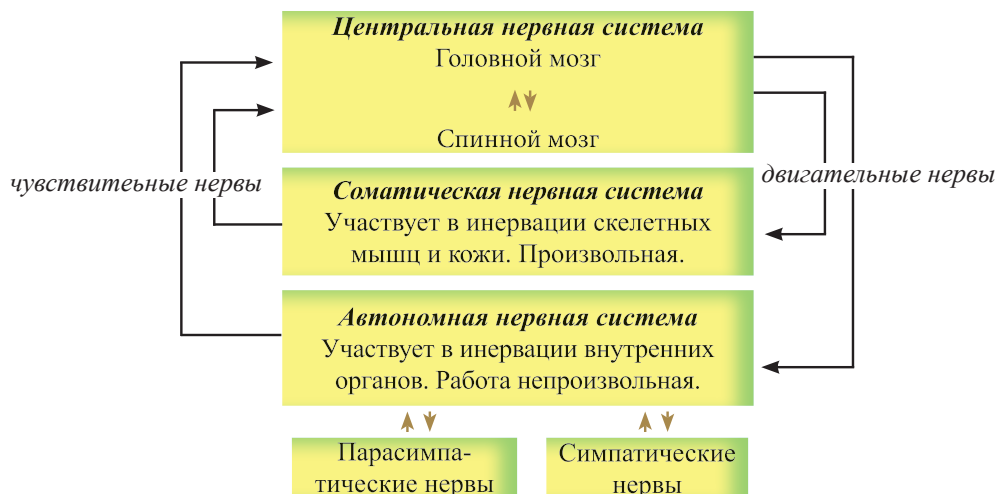 Центральная нервная система
Головной мозг
Спинной мозг
чувствитеьные нервы
двигательные нервы
Соматическая нервная система
Участвует в инервации скелетных
мышц и кожи. Произвольная.
Автономная нервная система
Участвует в инервации внутренних
органов. Работа непроизвольная.
Парасимпа-
тические нервы
Симпатические
нервы